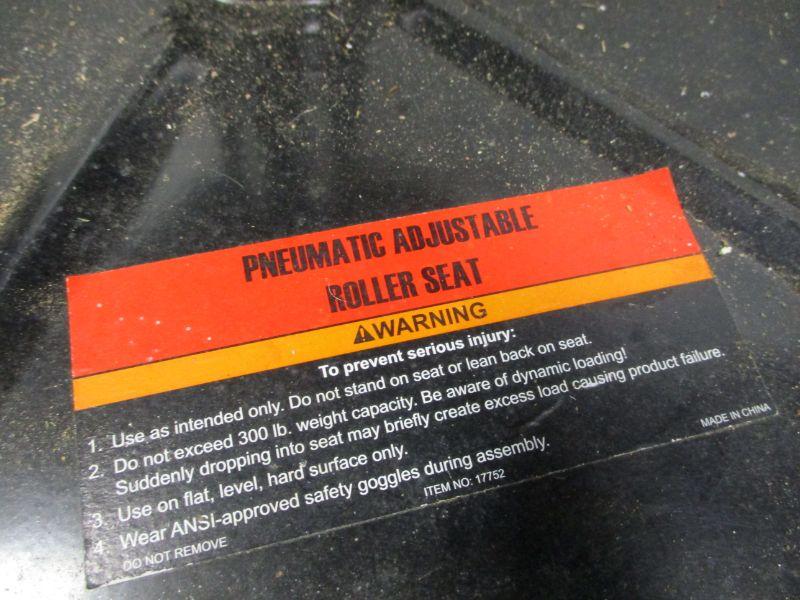 PNEUMATIC ADJUSTABLE
ROLLER SEAT
⚠WARNING
To prevent serious injury:
1. Use as intended only. Do not stand on seat or lean back on seat.
2. Do not exceed 300 lb. weight capacity. Be aware of dynamic loading!
Suddenly dropping into seat may briefly create excess load causing product failure.
3. Use on flat, level, hard surface only.
4. Wear ANSI-approved safety goggles during assembly.
DO NOT REMOVE
ITEM NO: 17752
MADE IN CHINA